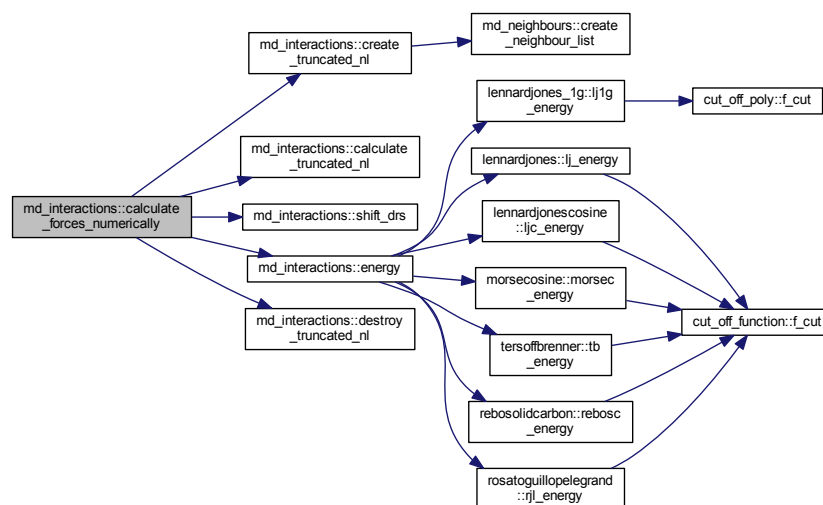 md_interactions::calculate
_forces_numerically
md_interactions::create
_truncated_nl
md_interactions::calculate
_truncated_nl
md_interactions::shift_drs
md_interactions::energy
md_interactions::destroy
_truncated_nl
md_neighbours::create
_neighbour_list
lennardjones_1g::lj1g
_energy
lennardjones::lj_energy
lennardjonescosine
::ljc_energy
morsecosine::morsec
_energy
tersoffbrenner::tb
_energy
rebosolidcarbon::rebosc
_energy
rosatoguillopelegrand
::rjl_energy
cut_off_poly::f_cut
cut_off_function::f_cut